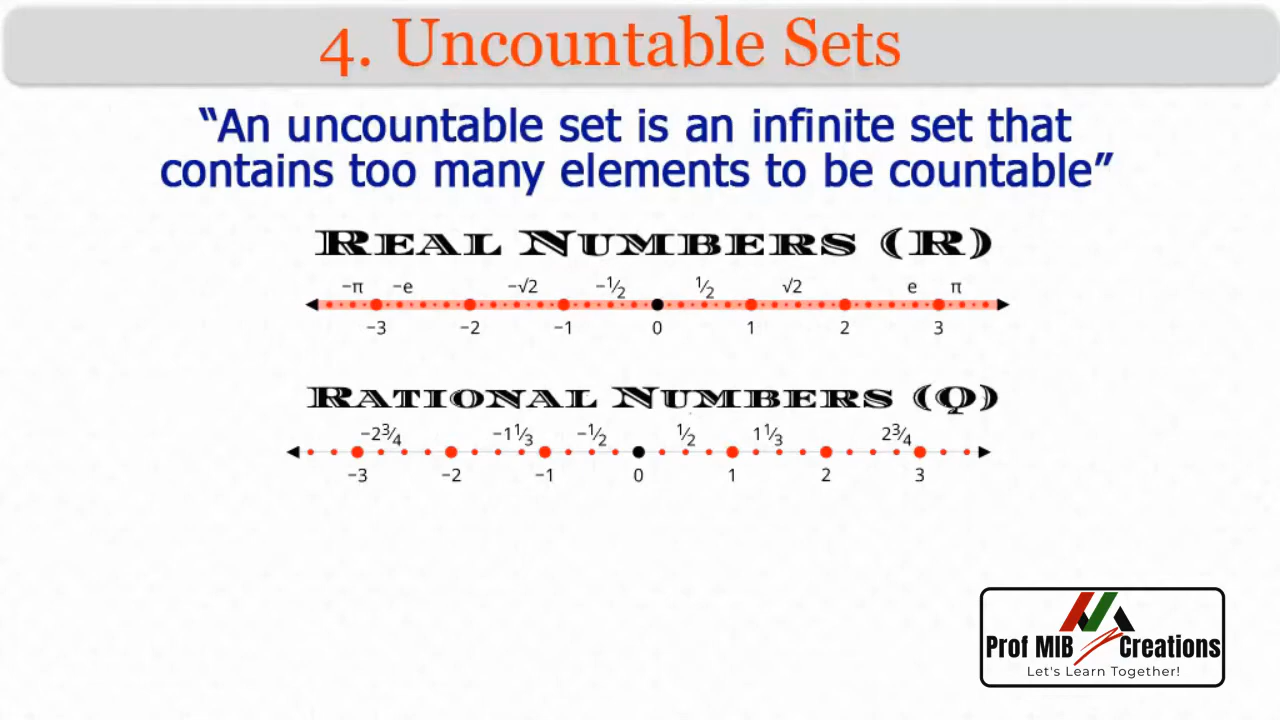 4. Uncountable Sets
“An uncountable set is an infinite set that
contains too many elements to be countable”
REAL NUMBERS (R)
−π −e −√2 −½ ½ √2 e π
−3 −2 −1 0 1 2 3
RATIONAL NUMBERS (Q)
−2¾ −1⅓ −½ ½ 1⅓ 2¾
−3 −2 −1 0 1 2 3
Prof MIB Creations
Let's Learn Together!